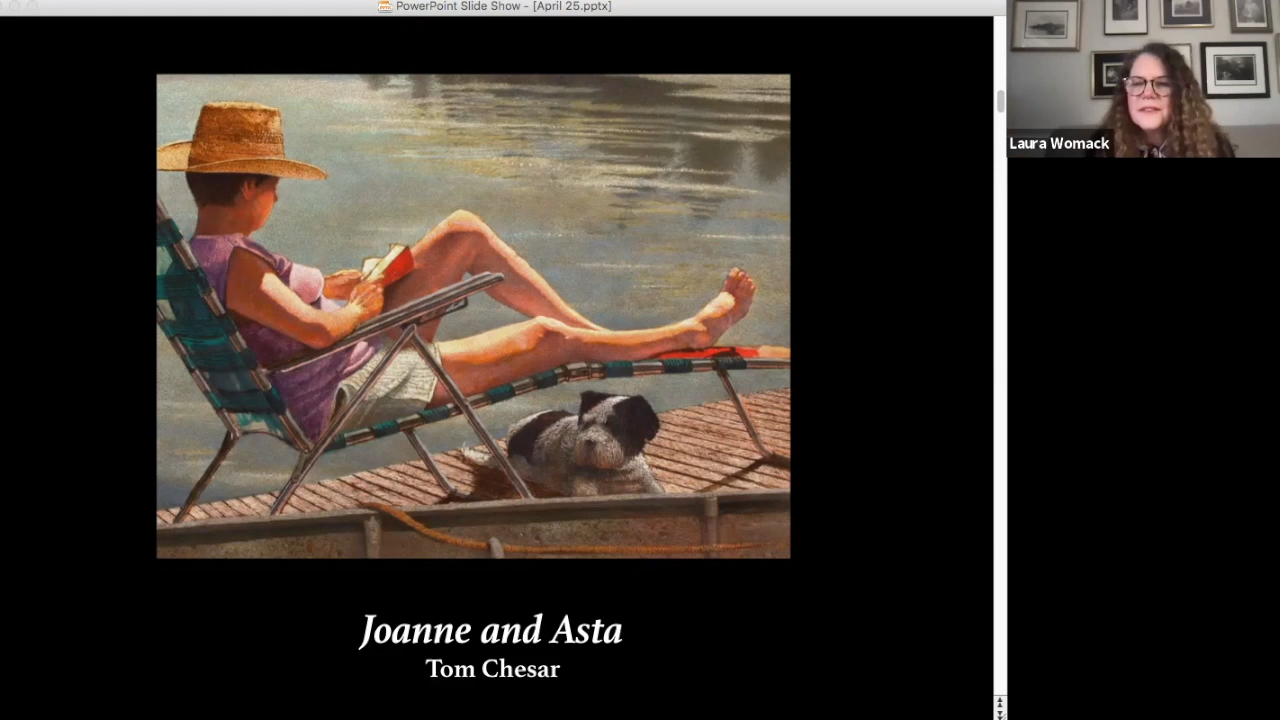 PowerPoint Slide Show - [April 25.pptx]
Laura Womack
Joanne and Asta
Tom Chesar